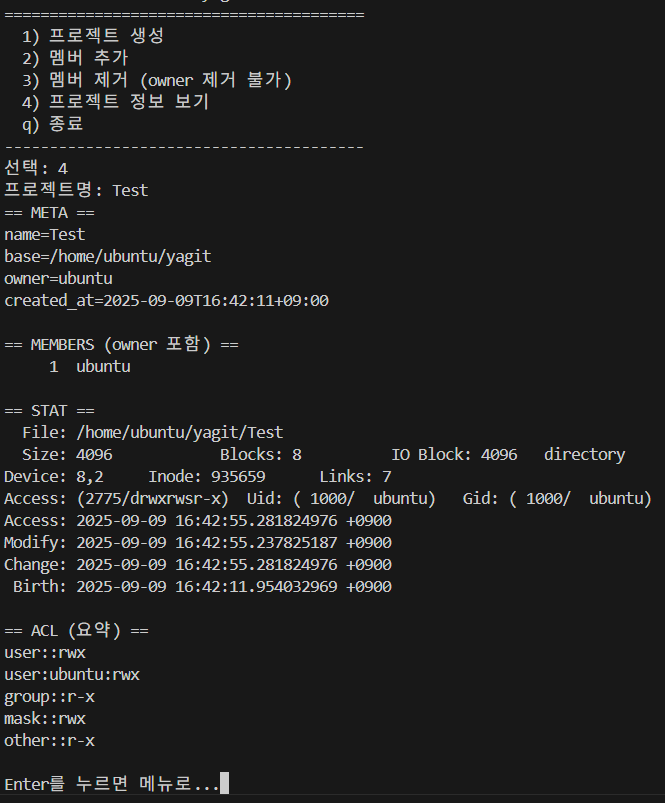 ========================================
  1) 프로젝트 생성
  2) 멤버 추가
  3) 멤버 제거 (owner 제거 불가)
  4) 프로젝트 정보 보기
  q) 종료
----------------------------------------
선택: 4
프로젝트명: Test
== META ==
name=Test
base=/home/ubuntu/yagit
owner=ubuntu
created_at=2025-09-09T16:42:11+09:00

== MEMBERS (owner 포함) ==
     1  ubuntu

== STAT ==
  File: /home/ubuntu/yagit/Test
  Size: 4096            Blocks: 8          IO Block: 4096   directory
Device: 8,2     Inode: 935659      Links: 7
Access: (2775/drwxrwsr-x)  Uid: ( 1000/  ubuntu)   Gid: ( 1000/  ubuntu)
Access: 2025-09-09 16:42:55.281824976 +0900
Modify: 2025-09-09 16:42:55.237825187 +0900
Change: 2025-09-09 16:42:55.281824976 +0900
 Birth: 2025-09-09 16:42:11.954032969 +0900

== ACL (요약) ==
user::rwx
user:ubuntu:rwx
group::r-x
mask::rwx
other::r-x

Enter를 누르면 메뉴로...